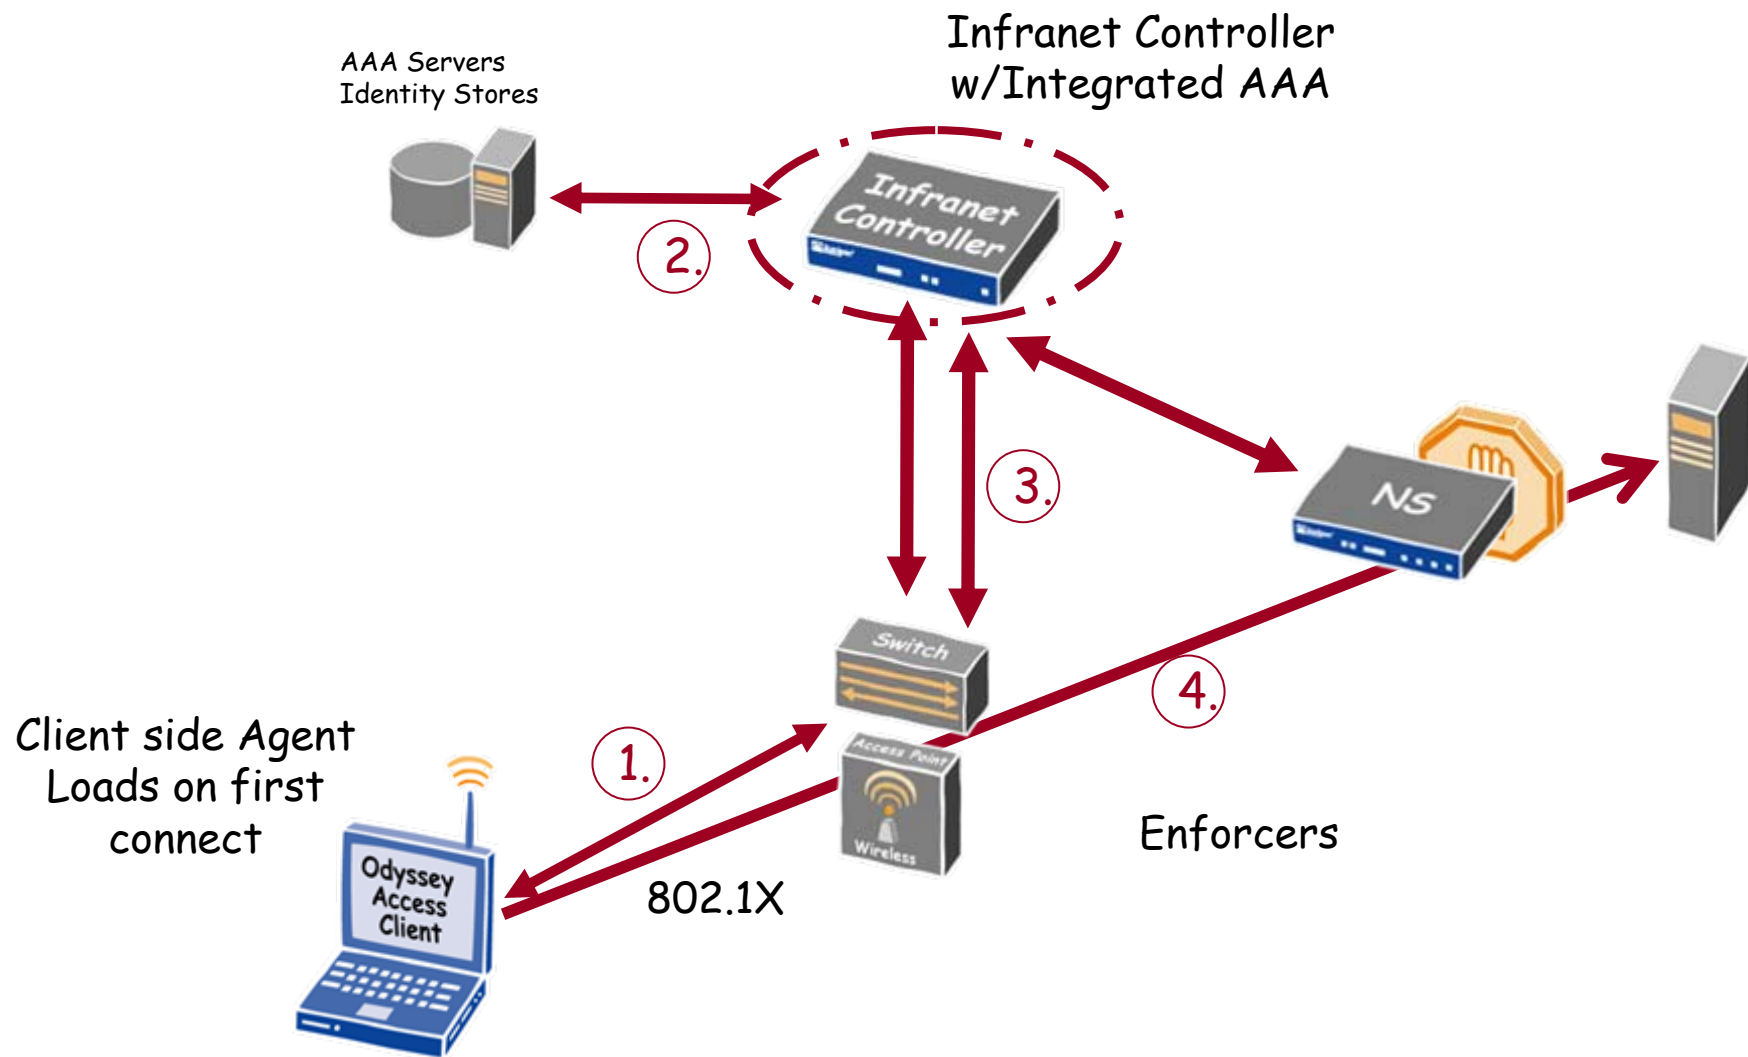 Infranet Controller
w/Integrated AAA
AAA Servers
Identity Stores
Infranet
Controller
2.
3.
NS
Switch
4.
1.
Client side Agent
Loads on first
connect
Access Point
Wireless
Enforcers
Odyssey
Access
Client
802.1X